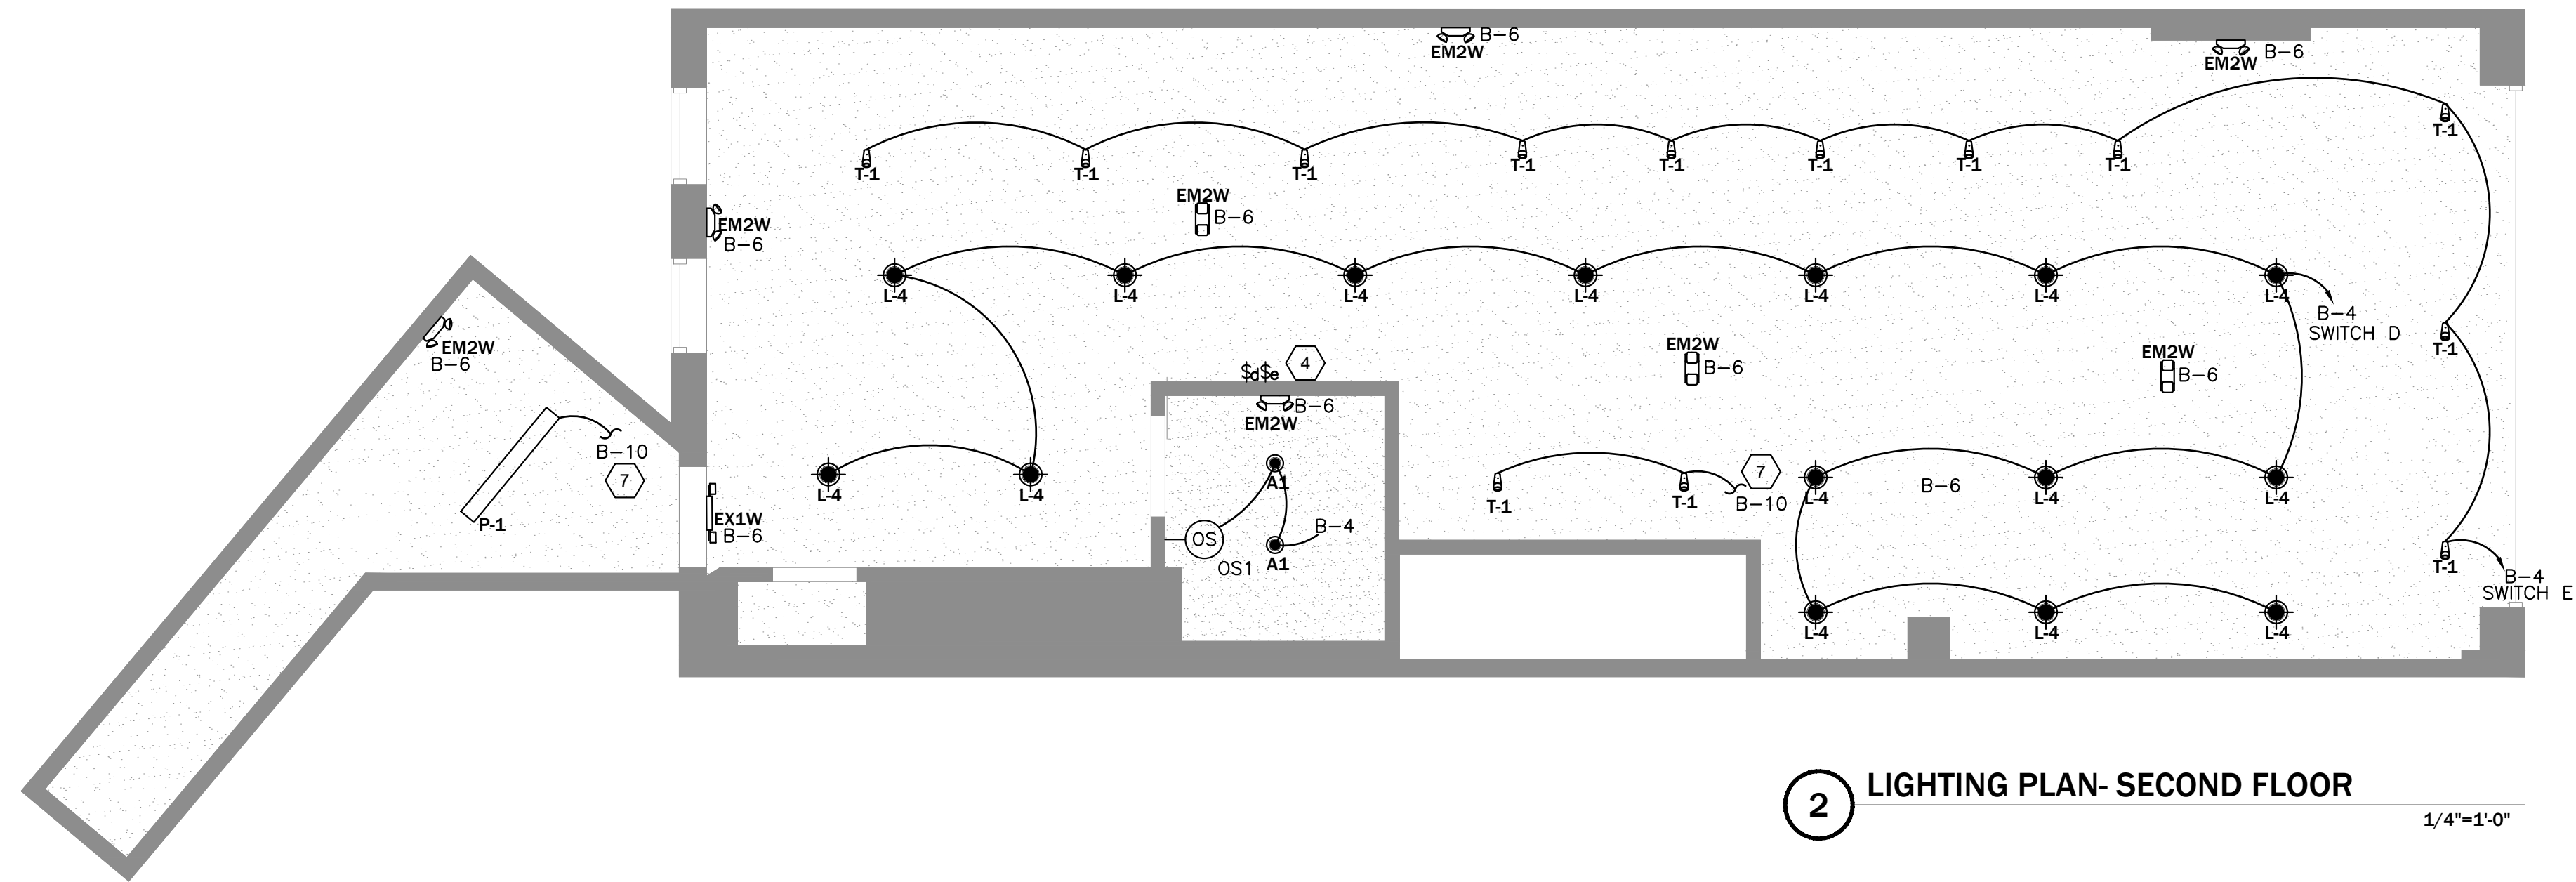 B-6
EM2W
B-6
EM2W
T-1
T-1
T-1
T-1
T-1
T-1
T-1
T-1
T-1
EM2W
B-6
EM2W
B-6
L-4
L-4
L-4
L-4
L-4
L-4
L-4
B-4
SWITCH D
T-1
EM2W
B-6
$d$e
4
EM2W
B-6
EM2W
B-6
B-6
EM2W
B-10
7
P-1
EX1W
B-6
L-4
L-4
A1
OS
OS1
A1
B-4
T-1
T-1
7
B-10
L-4
B-6
L-4
L-4
T-1
B-4
SWITCH E
L-4
L-4
L-4
2
LIGHTING PLAN- SECOND FLOOR
1/4"=1'-0"